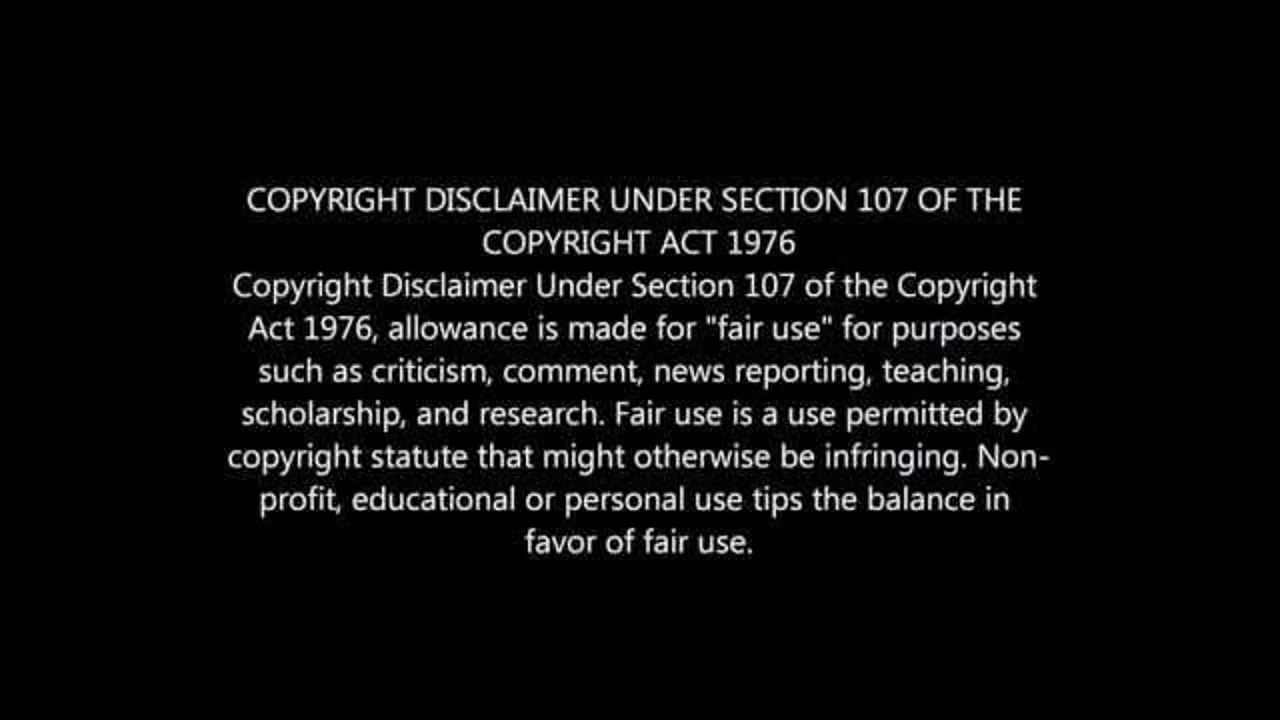 COPYRIGHT DISCLAIMER UNDER SECTION 107 OF THE
COPYRIGHT ACT 1976
Copyright Disclaimer Under Section 107 of the Copyright
Act 1976, allowance is made for "fair use" for purposes
such as criticism, comment, news reporting, teaching,
scholarship, and research. Fair use is a use permitted by
copyright statute that might otherwise be infringing. Non-
profit, educational or personal use tips the balance in
favor of fair use.